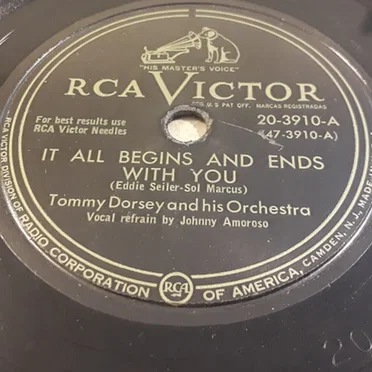 "HIS MASTER'S VOICE"
RCA VICTOR
U S PAT OFF. MARCAS REGISTRADAS
For best results use
RCA Victor Needles
20-3910-A
(47-3910-A)
IT ALL BEGINS AND ENDS
WITH YOU
(Eddie Seiler-Sol Marcus)
Tommy Dorsey and his Orchestra
Vocal refrain by Johnny Amoroso
RCA VICTOR DIVISION OF
RADIO CORPORATION RCA OF AMERICA, CAMDEN, N. J., MADE IN